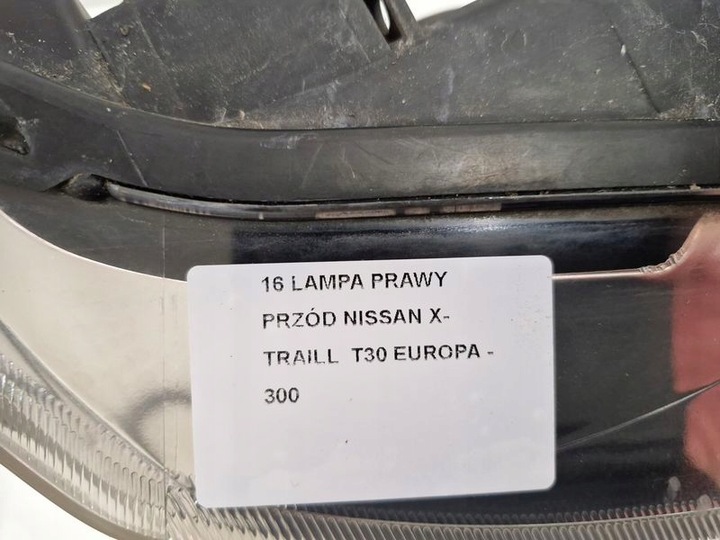 16 LAMPA PRAWY
PRZÓD NISSAN X-
TRAILL T30 EUROPA -
300